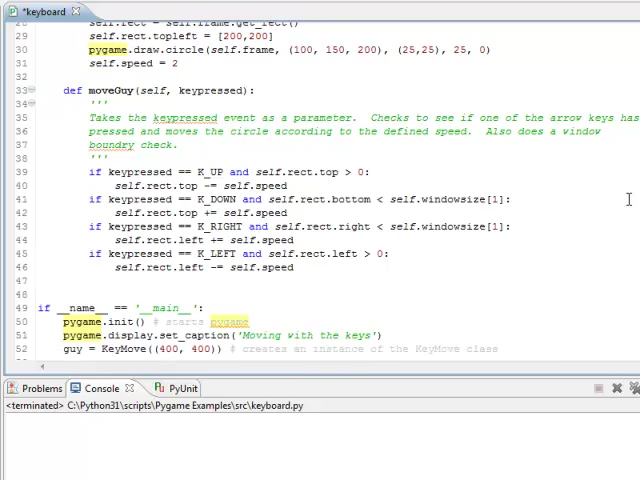 *keyboard
28 self.rect = self.frame.get_rect()
29 self.rect.topleft = [200,200]
30 pygame.draw.circle(self.frame, (100, 150, 200), (25,25), 25, 0)
31 self.speed = 2
32
33 def moveGuy(self, keypressed):
34 '''
35 Takes the keypressed event as a parameter. Checks to see if one of the arrow keys has
36 pressed and moves the circle according to the defined speed. Also does a window
37 boundry check.
38 '''
39 if keypressed == K_UP and self.rect.top > 0:
40 self.rect.top -= self.speed
41 if keypressed == K_DOWN and self.rect.bottom < self.windowsize[1]:
42 self.rect.top += self.speed
43 if keypressed == K_RIGHT and self.rect.right < self.windowsize[1]:
44 self.rect.left += self.speed
45 if keypressed == K_LEFT and self.rect.left > 0:
46 self.rect.left -= self.speed
47
48
49 if __name__ == '__main__':
50 pygame.init() # starts pygame
51 pygame.display.set_caption('Moving with the keys')
52 guy = KeyMove((400, 400)) # creates an instance of the KeyMove class
Problems Console PyUnit
<terminated> C:\Python31\scripts\Pygame Examples\src\keyboard.py